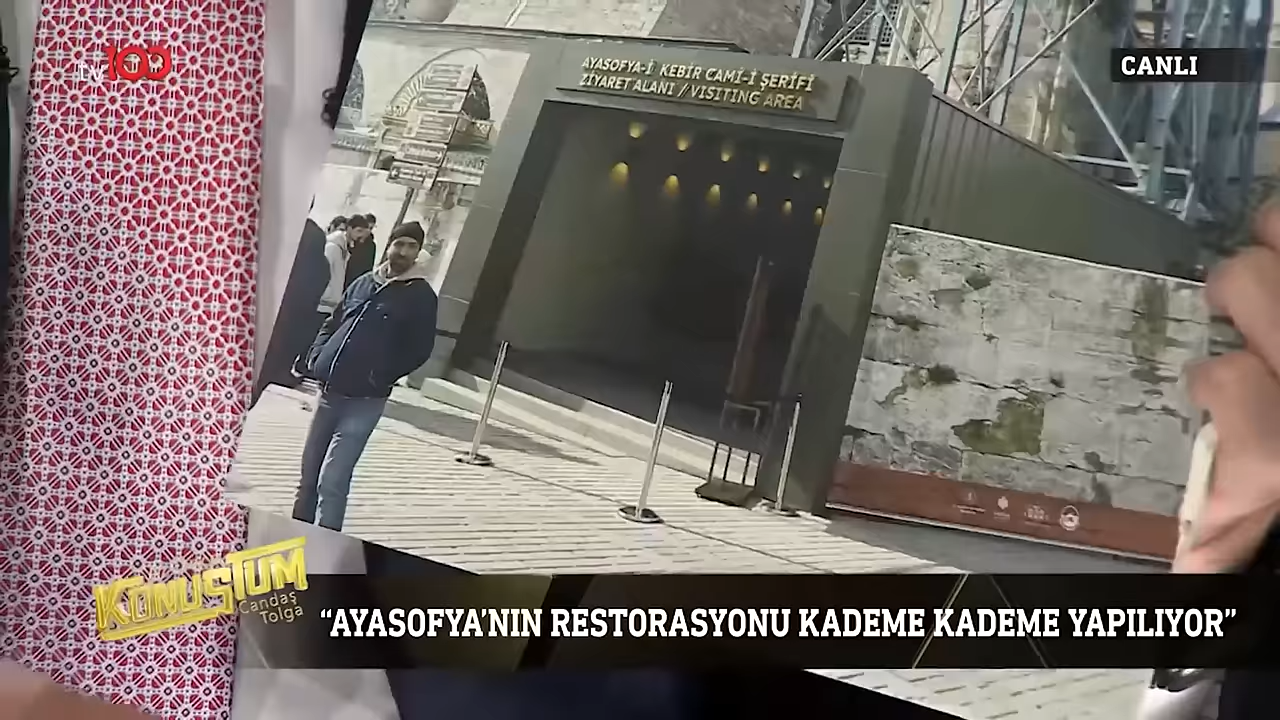 tv100
CANLI
AYASOFYA-İ KEBİR CAMİ-İ ŞERİFİ
ZİYARET ALANI / VISITING AREA
KONUŞTUM
Candaş
Tolga
“AYASOFYA’NIN RESTORASYONU KADEME KADEME YAPILIYOR”